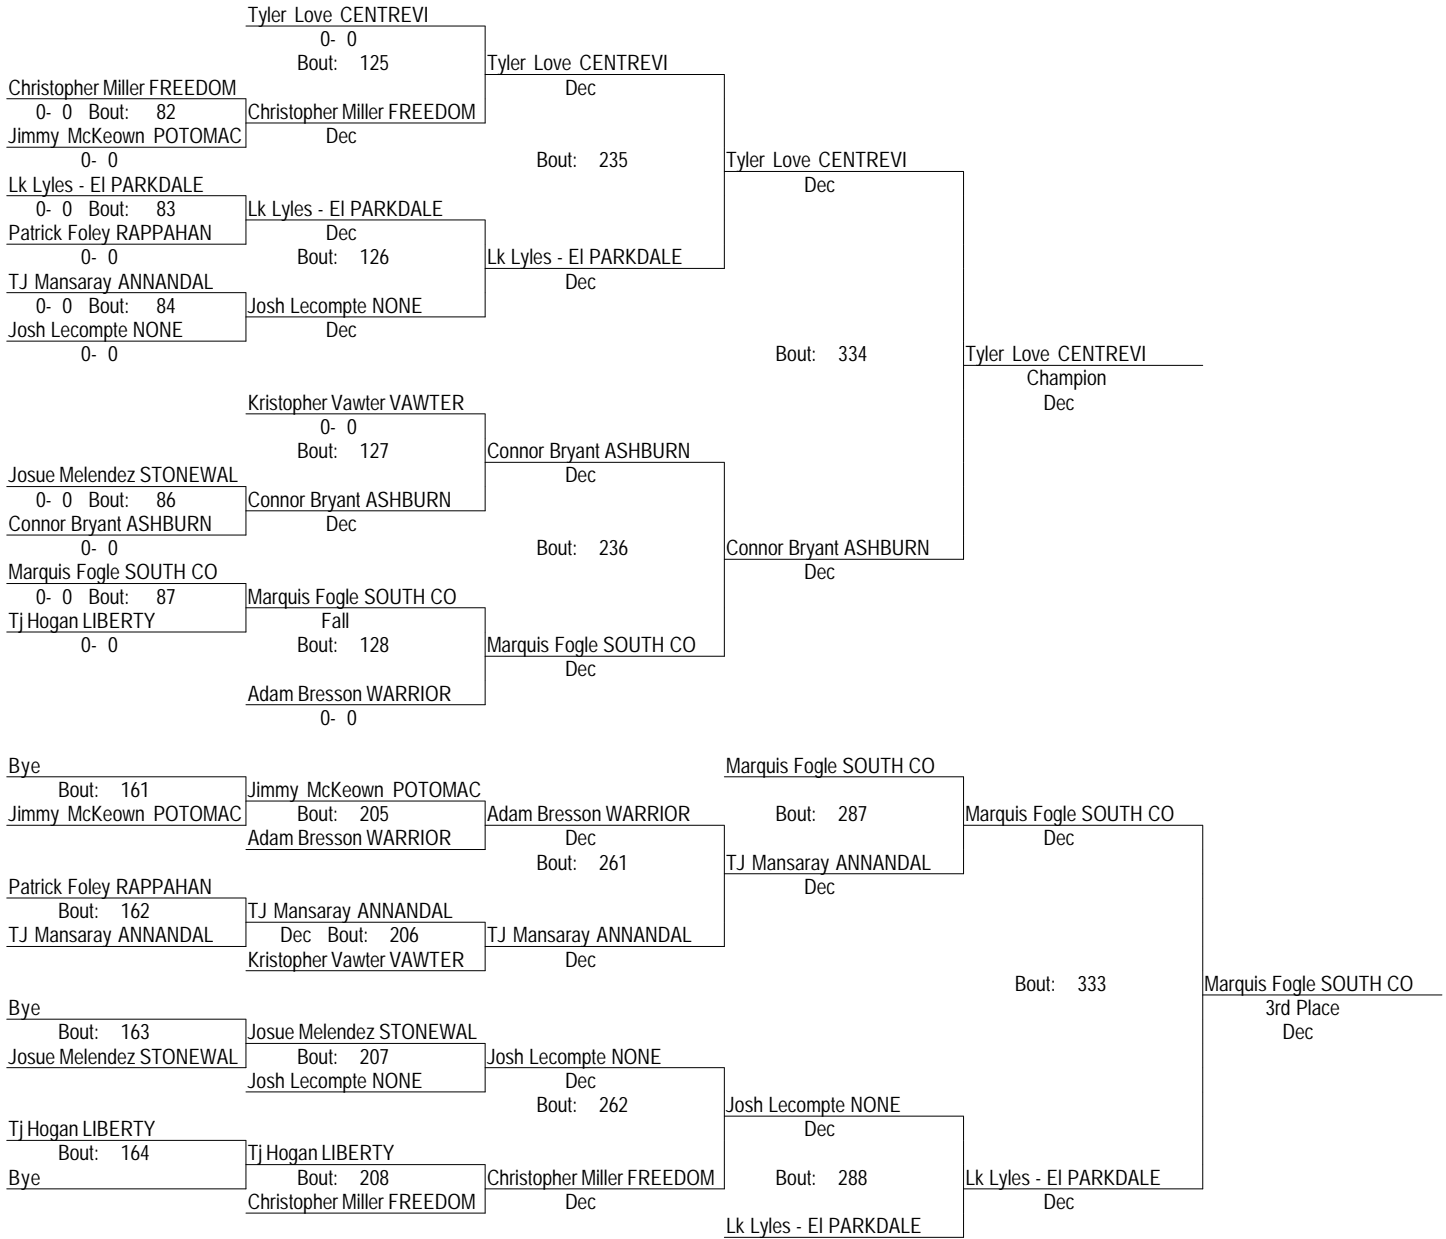 Tyler Love CENTREVI
0- 0
Bout: 125 Tyler Love CENTREVI
Christopher Miller FREEDOM Dec
0- 0 Bout: 82 Christopher Miller FREEDOM
Jimmy McKeown POTOMAC Dec
0- 0 Bout: 235 Tyler Love CENTREVI
Lk Lyles - El PARKDALE Dec
0- 0 Bout: 83 Lk Lyles - El PARKDALE
Patrick Foley RAPPAHAN Dec
0- 0 Bout: 126 Lk Lyles - El PARKDALE
TJ Mansaray ANNANDAL Dec
0- 0 Bout: 84 Josh Lecompte NONE
Josh Lecompte NONE Dec
0- 0 Bout: 334 Tyler Love CENTREVI
Champion
Kristopher Vawter VAWTER Dec
0- 0
Bout: 127 Connor Bryant ASHBURN
Josue Melendez STONEWAL Dec
0- 0 Bout: 86 Connor Bryant ASHBURN
Connor Bryant ASHBURN Dec
0- 0 Bout: 236 Connor Bryant ASHBURN
Marquis Fogle SOUTH CO Dec
0- 0 Bout: 87 Marquis Fogle SOUTH CO
Tj Hogan LIBERTY Fall
0- 0 Bout: 128 Marquis Fogle SOUTH CO
Dec
Adam Bresson WARRIOR
0- 0
Bye Marquis Fogle SOUTH CO
Bout: 161 Jimmy McKeown POTOMAC
Jimmy McKeown POTOMAC Bout: 205 Adam Bresson WARRIOR Bout: 287 Marquis Fogle SOUTH CO
Adam Bresson WARRIOR Dec Dec
Bout: 261 TJ Mansaray ANNANDAL
Patrick Foley RAPPAHAN Dec
Bout: 162 TJ Mansaray ANNANDAL
TJ Mansaray ANNANDAL Dec Bout: 206 TJ Mansaray ANNANDAL
Kristopher Vawter VAWTER Dec
Bout: 333 Marquis Fogle SOUTH CO
Bye 3rd Place
Bout: 163 Josue Melendez STONEWAL Dec
Josue Melendez STONEWAL Bout: 207 Josh Lecompte NONE
Josh Lecompte NONE Dec
Bout: 262 Josh Lecompte NONE
Tj Hogan LIBERTY Dec
Bout: 164 Tj Hogan LIBERTY
Bye Bout: 208 Christopher Miller FREEDOM Bout: 288 Lk Lyles - El PARKDALE
Christopher Miller FREEDOM Dec Dec
Lk Lyles - El PARKDALE